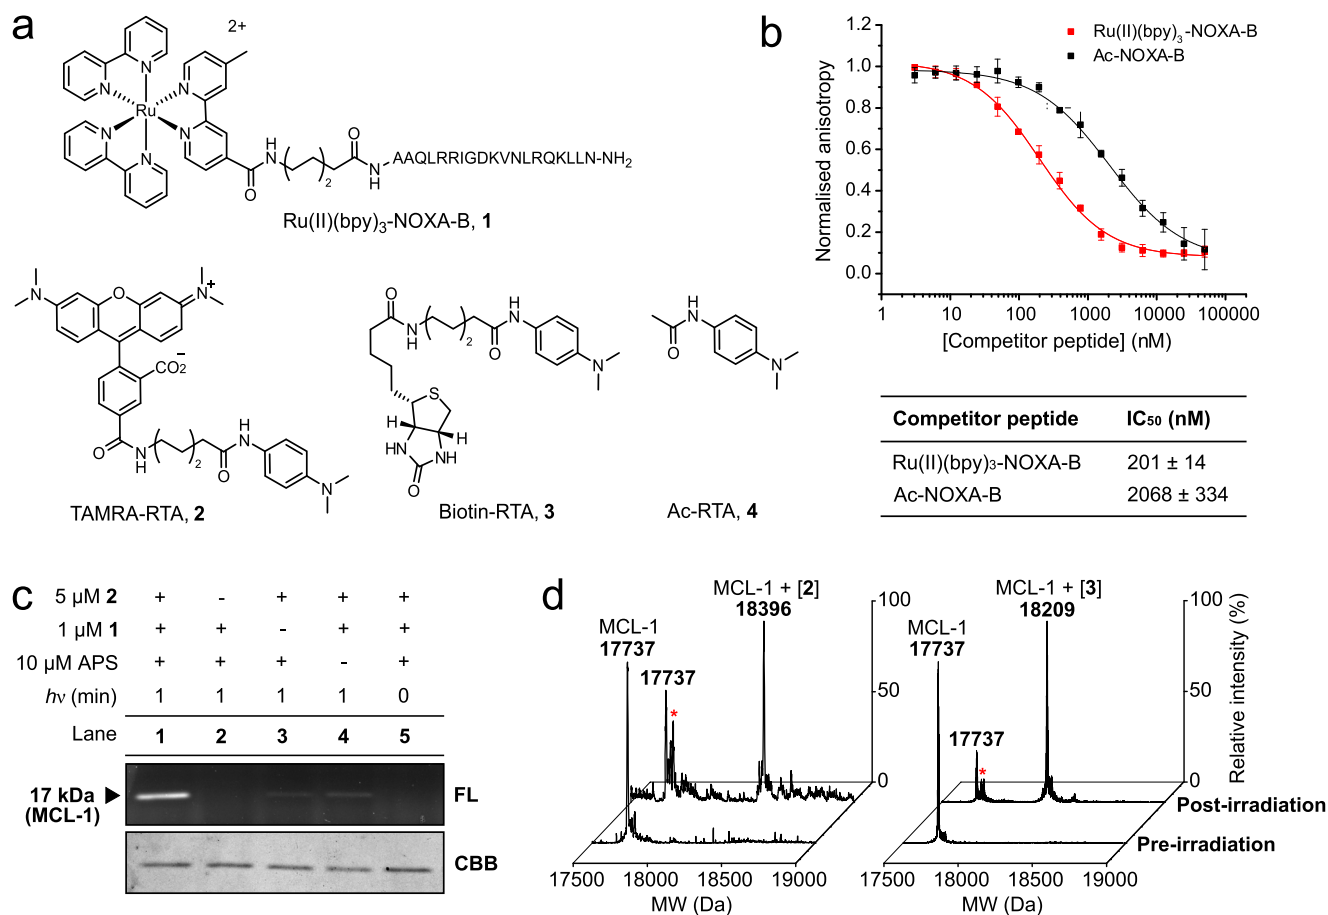 a
2+
N
N
N
N
N
N
Ru
O
H
N
2
O
N
H
AAQLRRIGDKVNLRQKLLN-NH2
Ru(II)(bpy)3-NOXA-B, 1
N
O
N
+
CO2
−
O
N
H
2
O
H
N
N
TAMRA-RTA, 2
O
N
H
2
O
H
N
N
S
H
H
HN
NH
O
Biotin-RTA, 3
H
N
O
N
Ac-RTA, 4
b
Ru(II)(bpy)3-NOXA-B
Ac-NOXA-B
Normalised anisotropy
1.2
1.0
0.8
0.6
0.4
0.2
0.0
1 10 100 1000 10000 100000
[Competitor peptide] (nM)
Competitor peptide IC50 (nM)
Ru(II)(bpy)3-NOXA-B 201 ± 14
Ac-NOXA-B 2068 ± 334
c
5 µM 2 + - + + +
1 µM 1 + + - + +
10 µM APS + + + - +
hν (min) 1 1 1 1 0
Lane 1 2 3 4 5
17 kDa
(MCL-1)
FL
CBB
d
MCL-1 + [2]
18396
MCL-1
17737
17737
*
100
50
0
17500 18000 18500 19000
MW (Da)
MCL-1 + [3]
18209
MCL-1
17737
17737
*
100
50
0
Relative intensity (%)
Post-irradiation
Pre-irradiation
17500 18000 18500 19000
MW (Da)